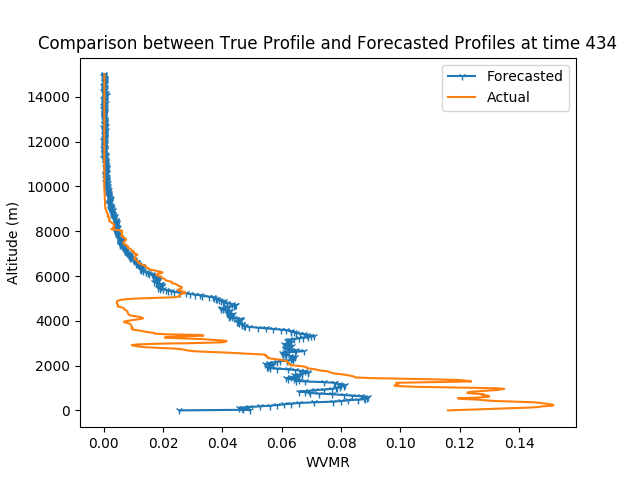 Comparison between True Profile and Forecasted Profiles at time 434
Forecasted
Actual
14000
12000
10000
8000
6000
4000
2000
0
Altitude (m)
0.00 0.02 0.04 0.06 0.08 0.10 0.12 0.14
WVMR